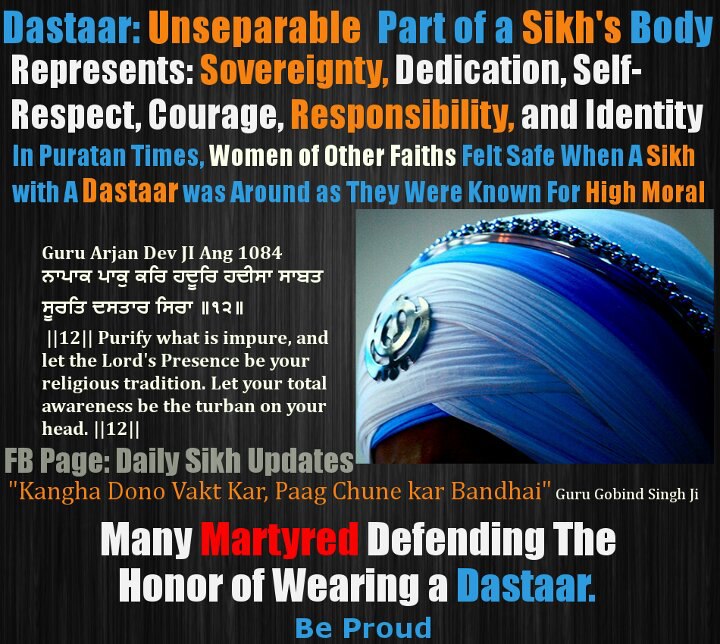 Dastaar: Unseparable Part of a Sikh's Body
Represents: Sovereignty, Dedication, Self-
Respect, Courage, Responsibility, and Identity
In Puratan Times, Women of Other Faiths Felt Safe When A Sikh
with A Dastaar was Around as They Were Known For High Moral
Guru Arjan Dev JI Ang 1084
ਨਾਪਾਕ ਪਾਕੁ ਕਰਿ ਹਦੂਰਿ ਹਦੀਸਾ ਸਾਬਤ
ਸੂਰਤਿ ਦਸਤਾਰ ਸਿਰਾ ॥੧੨॥
||12|| Purify what is impure, and
let the Lord's Presence be your
religious tradition. Let your total
awareness be the turban on your
head. ||12||
FB Page: Daily Sikh Updates
"Kangha Dono Vakt Kar, Paag Chune kar Bandhai" Guru Gobind Singh Ji
Many Martyred Defending The
Honor of Wearing a Dastaar.
Be Proud